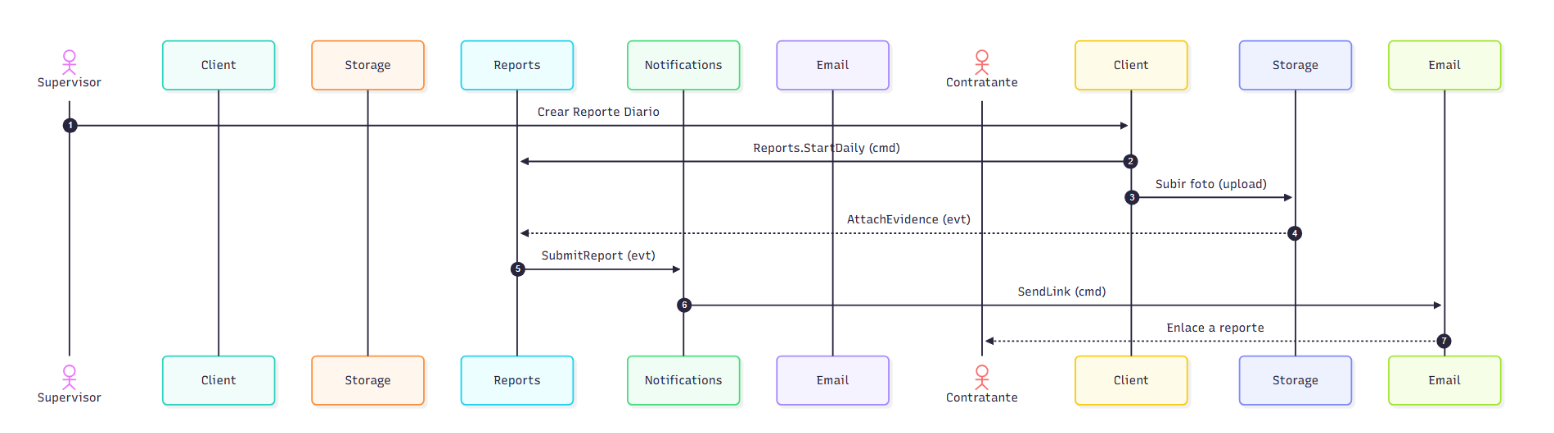 Supervisor
Client
Storage
Reports
Notifications
Email
Contratante
Client
Storage
Email
1
Crear Reporte Diario
Reports.StartDaily (cmd)
2
3
Subir foto (upload)
AttachEvidence (evt)
4
5
SubmitReport (evt)
6
SendLink (cmd)
Enlace a reporte
7
Supervisor
Client
Storage
Reports
Notifications
Email
Contratante
Client
Storage
Email